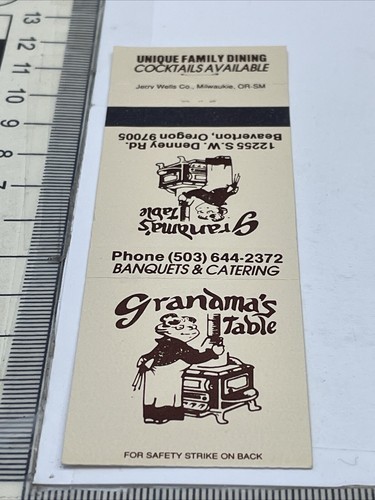 UNIQUE FAMILY DINING
COCKTAILS AVAILABLE
Jerry Wells Co., Milwaukie, OR-SM
12255 S.W. Denney Rd.
Beaverton, Oregon 97005
Grandma's
Table
Phone (503) 644-2372
BANQUETS & CATERING
Grandma's
Table
FOR SAFETY STRIKE ON BACK
13
12
11
10
9
8
7